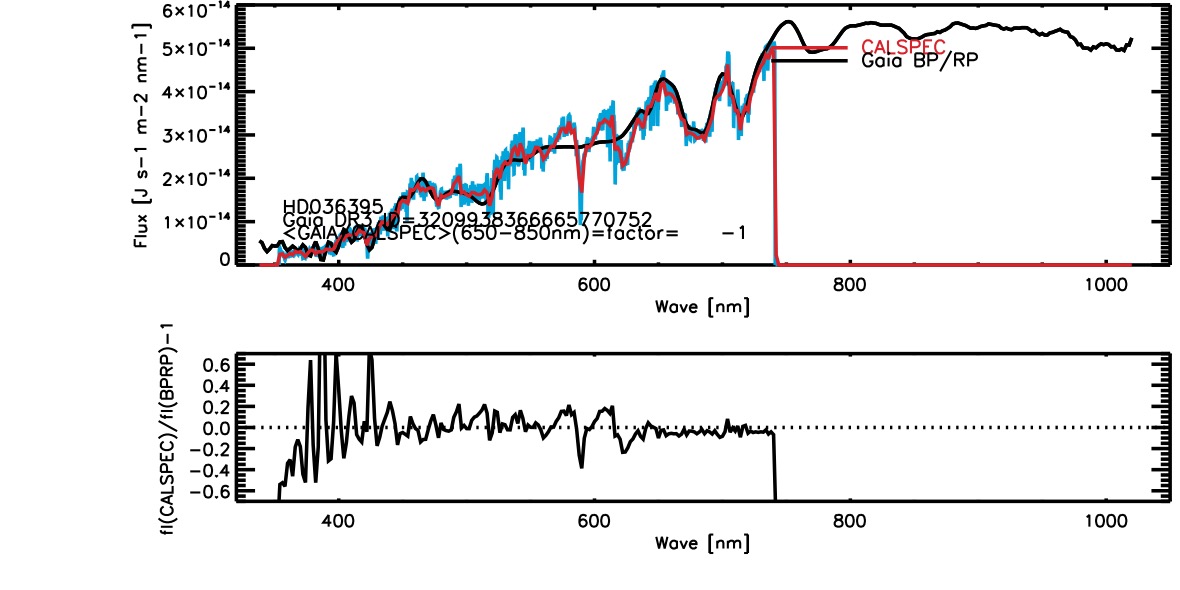 6×10−14
5×10−14
4×10−14
3×10−14
2×10−14
1×10−14
0
Flux [J s−1 m−2 nm−1]
CALSPEC
Gaia BP/RP
HD036395
Gaia DR3 ID=3209938366665770752
<GAIA/CALSPEC>(650−850nm)=factor= −1
400 600 800 1000
Wave [nm]
fl(CALSPEC)/fl(BPRP)−1
0.6
0.4
0.2
0.0
−0.2
−0.4
−0.6
400 600 800 1000
Wave [nm]